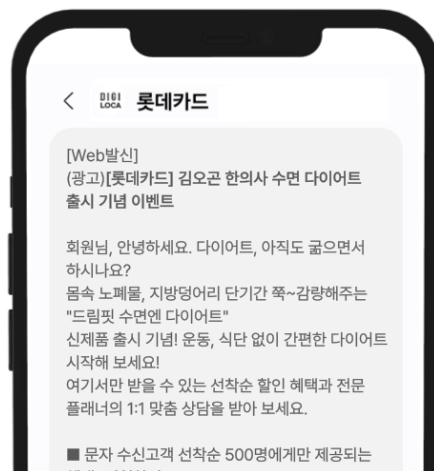 DIGI LOCA 롯데카드
[Web발신]
(광고)[롯데카드] 김오곤 한의사 수면 다이어트
출시 기념 이벤트
회원님, 안녕하세요. 다이어트, 아직도 굶으면서
하시나요?
몸속 노폐물, 지방덩어리 단기간 쭉~감량해주는
"드림핏 수면엔 다이어트"
신제품 출시 기념! 운동, 식단 없이 간편한 다이어트
시작해 보세요!
여기서만 받을 수 있는 선착순 할인 혜택과 전문
플래너의 1:1 맞춤 상담을 받아 보세요.
■ 문자 수신고객 선착순 500명에게만 제공되는